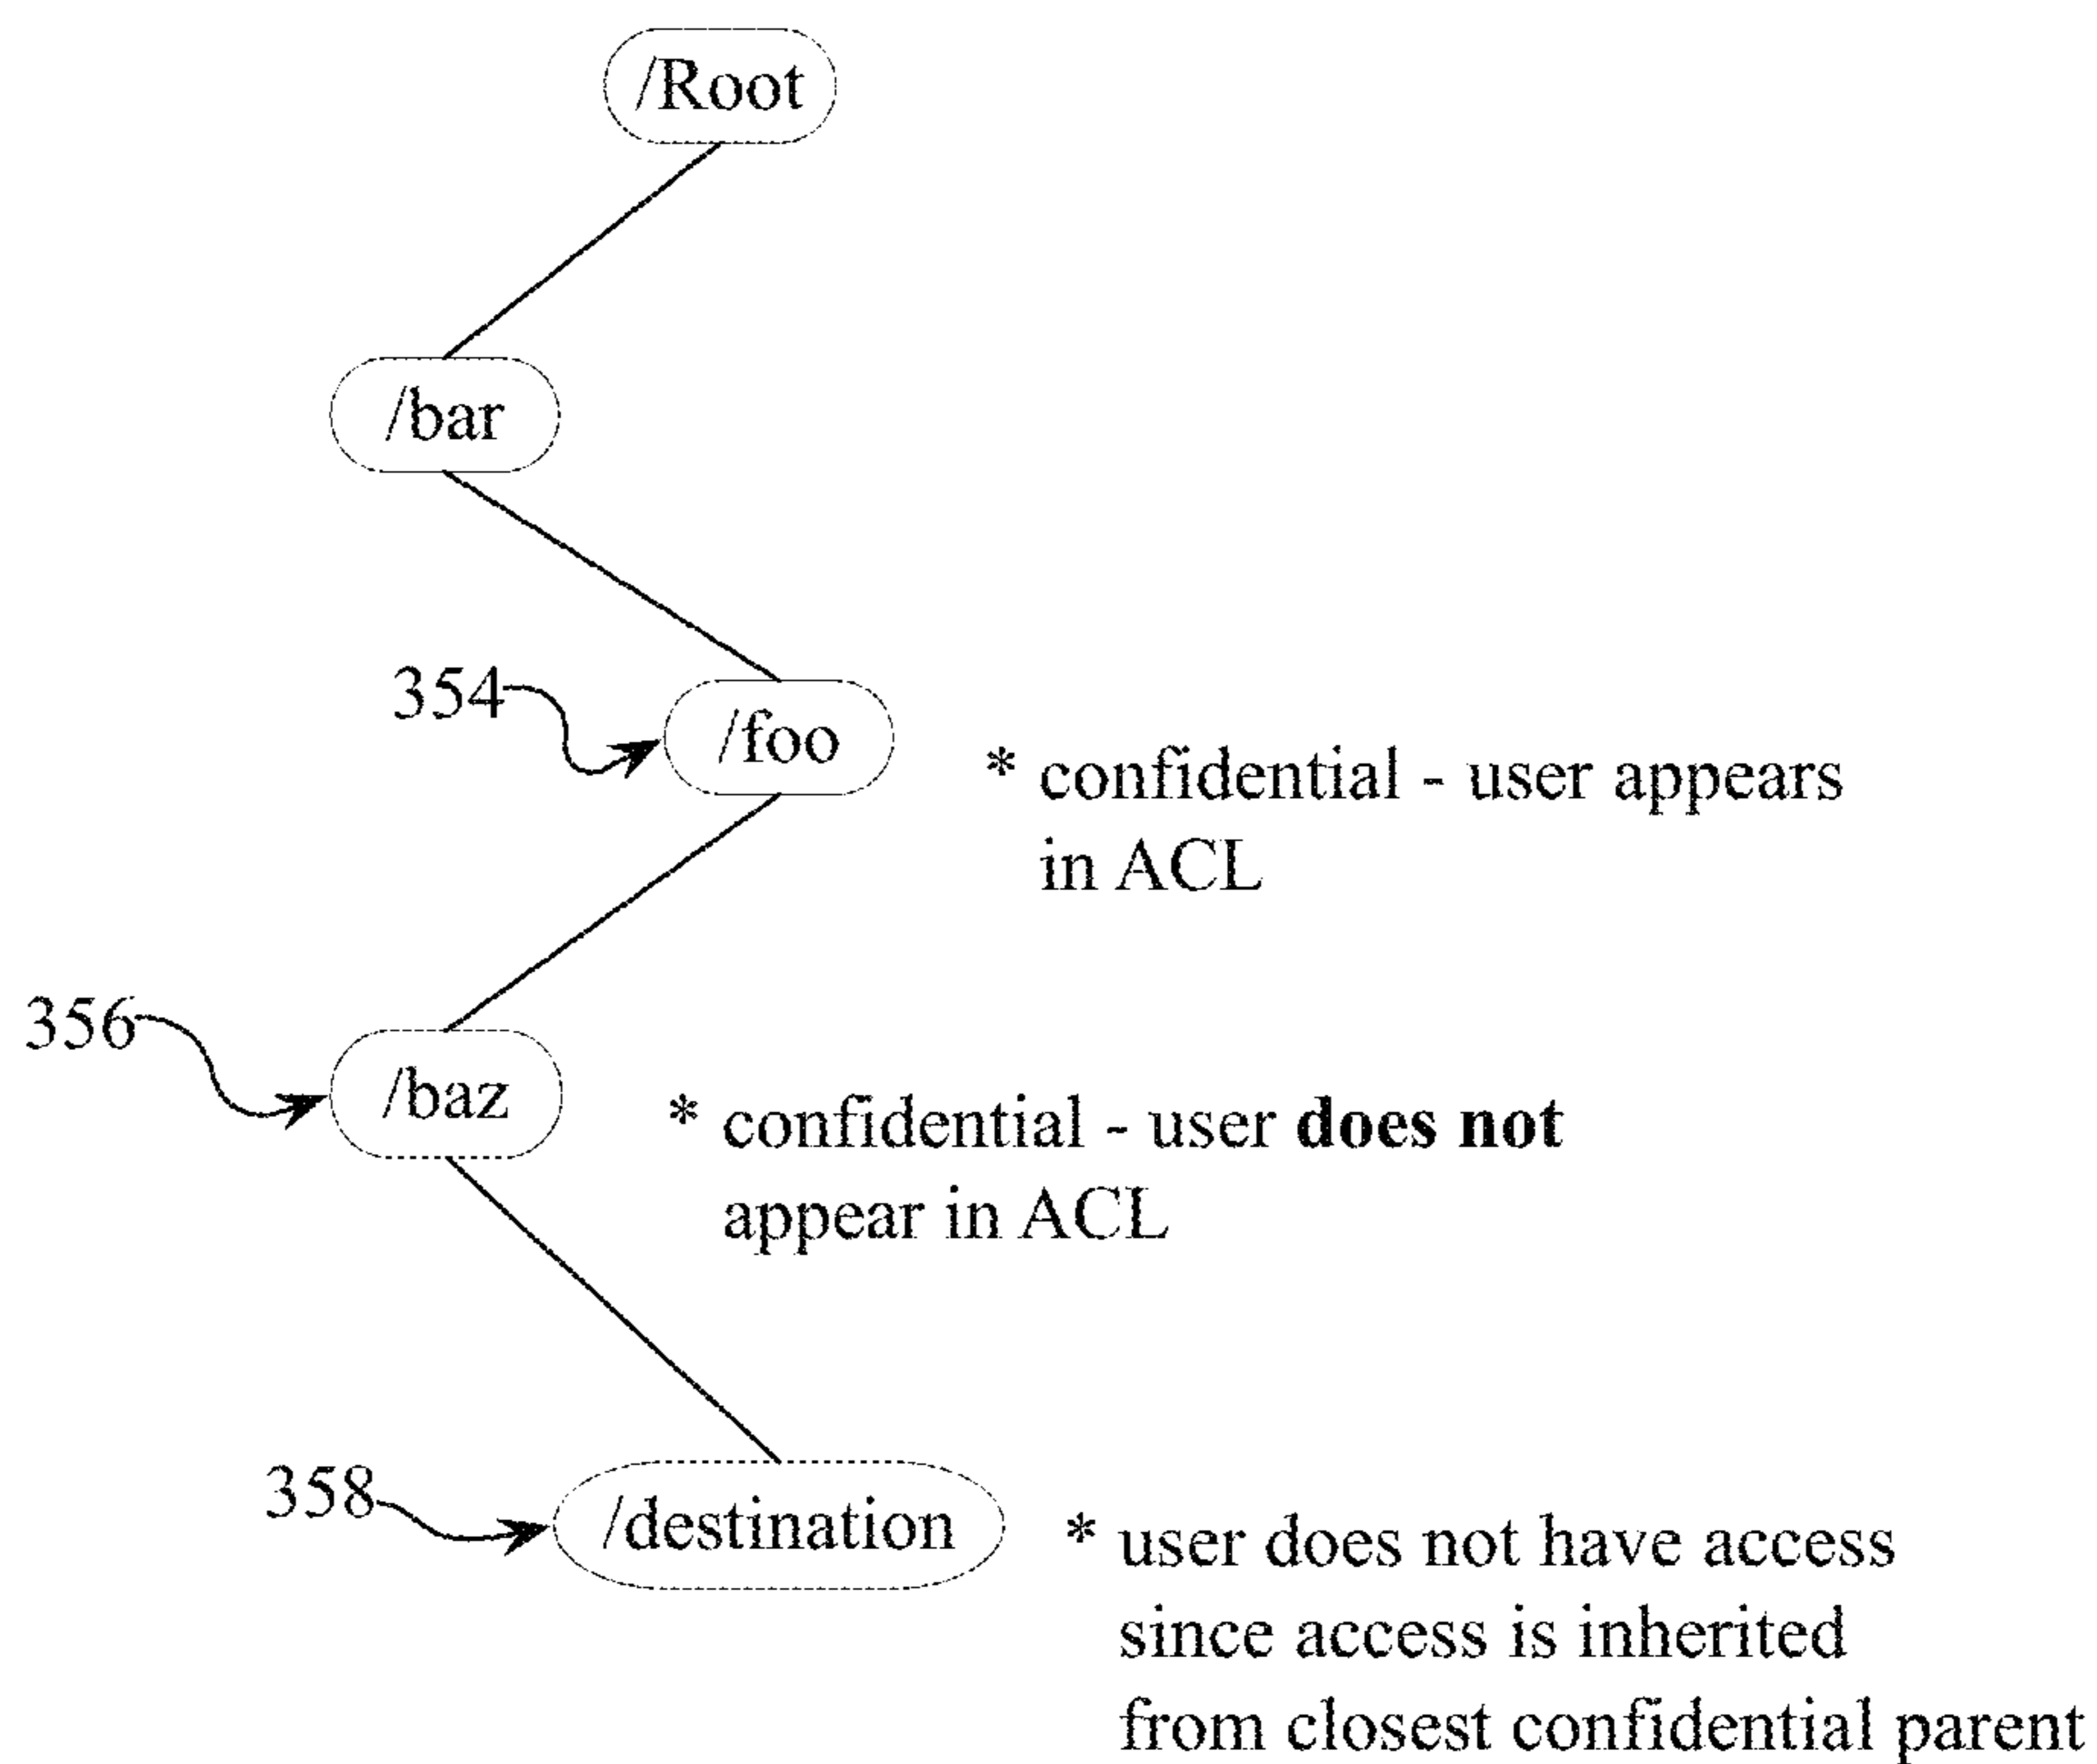 /Root
/bar
354
/foo
* confidential - user appears
in ACL
356
/baz
* confidential - user does not
appear in ACL
358
/destination
* user does not have access
since access is inherited
from closest confidential parent